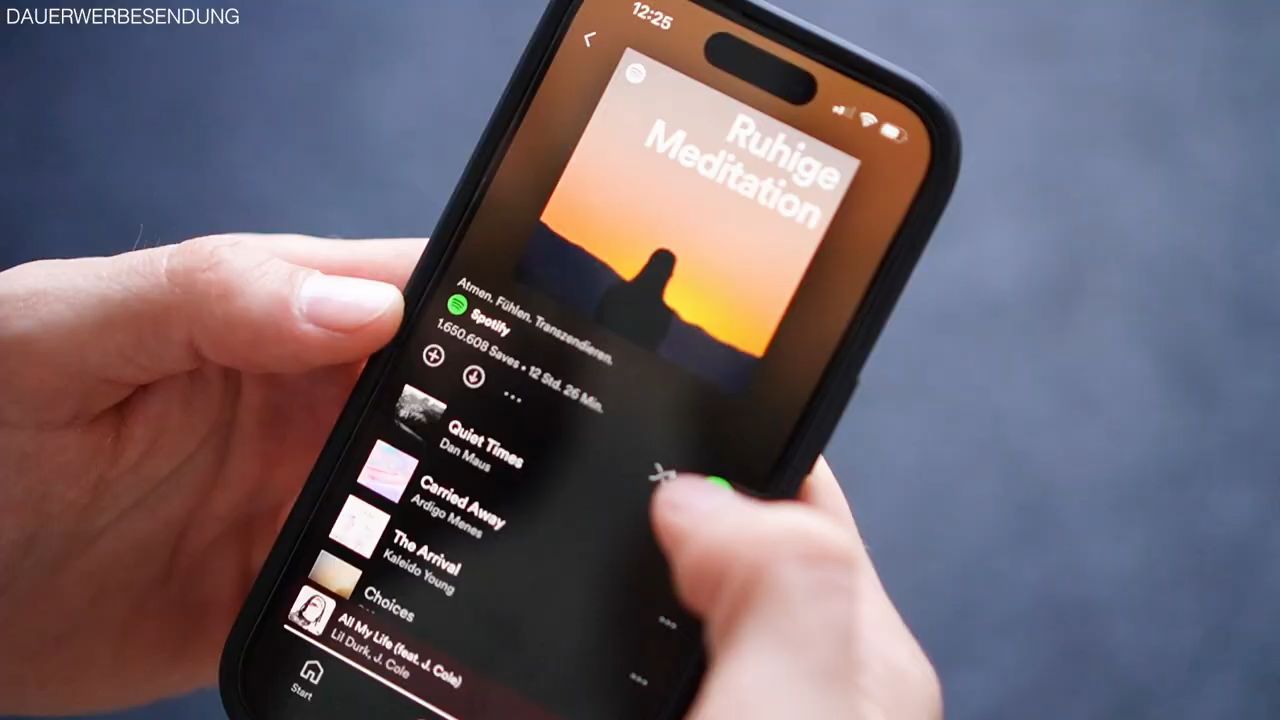 DAUERWERBESENDUNG
12:25
Ruhige
Meditation
Atmen. Fühlen. Transzendieren.
Spotify
1.650.608 Saves • 12 Std. 26 Min.
Quiet Times
Dan Maus
Carried Away
Ardigo Menes
The Arrival
Kaleido Young
Choices
All My Life (feat. J. Cole)
Lil Durk, J. Cole
Start